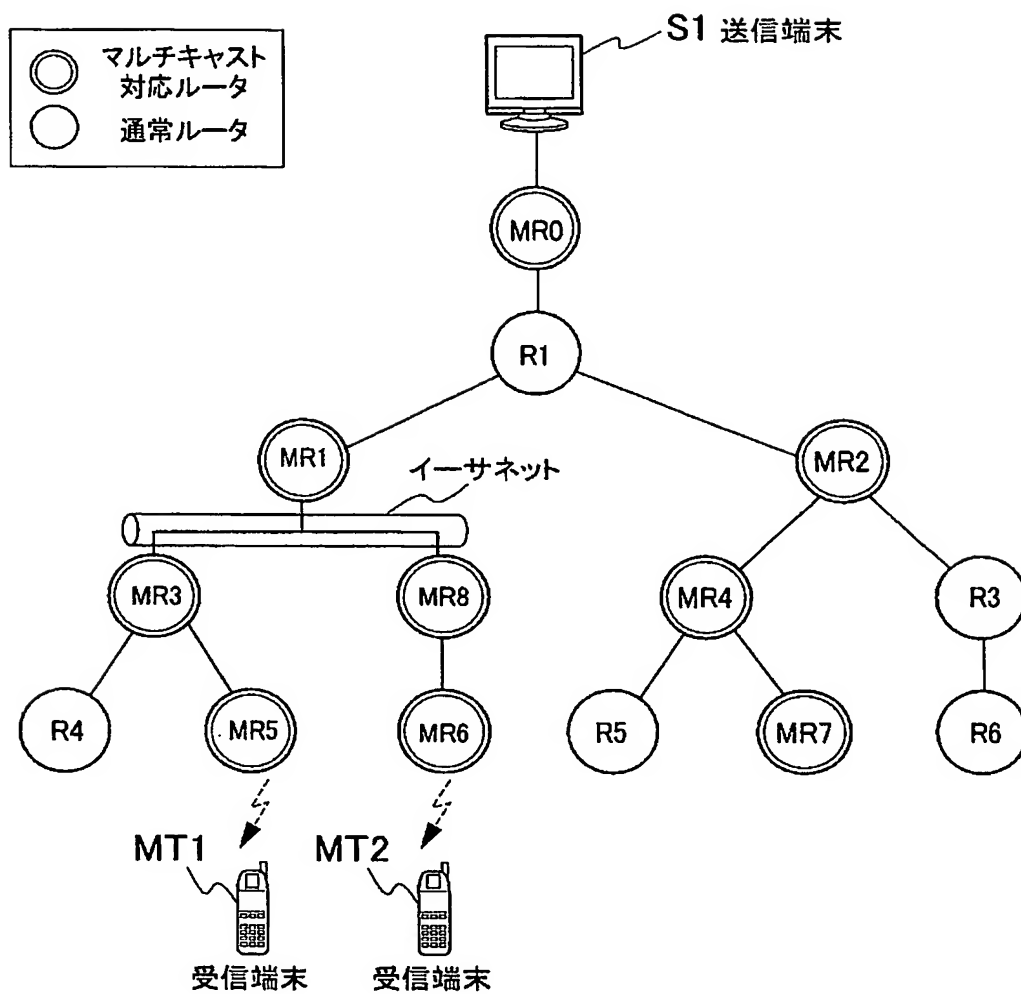 マルチキャスト
対応ルータ
通常ルータ
S1 送信端末
MR0
R1
MR1
イーサネット
MR2
MR3
MR8
MR4
R3
R4
MR5
MR6
R5
MR7
R6
MT1
MT2
受信端末
受信端末